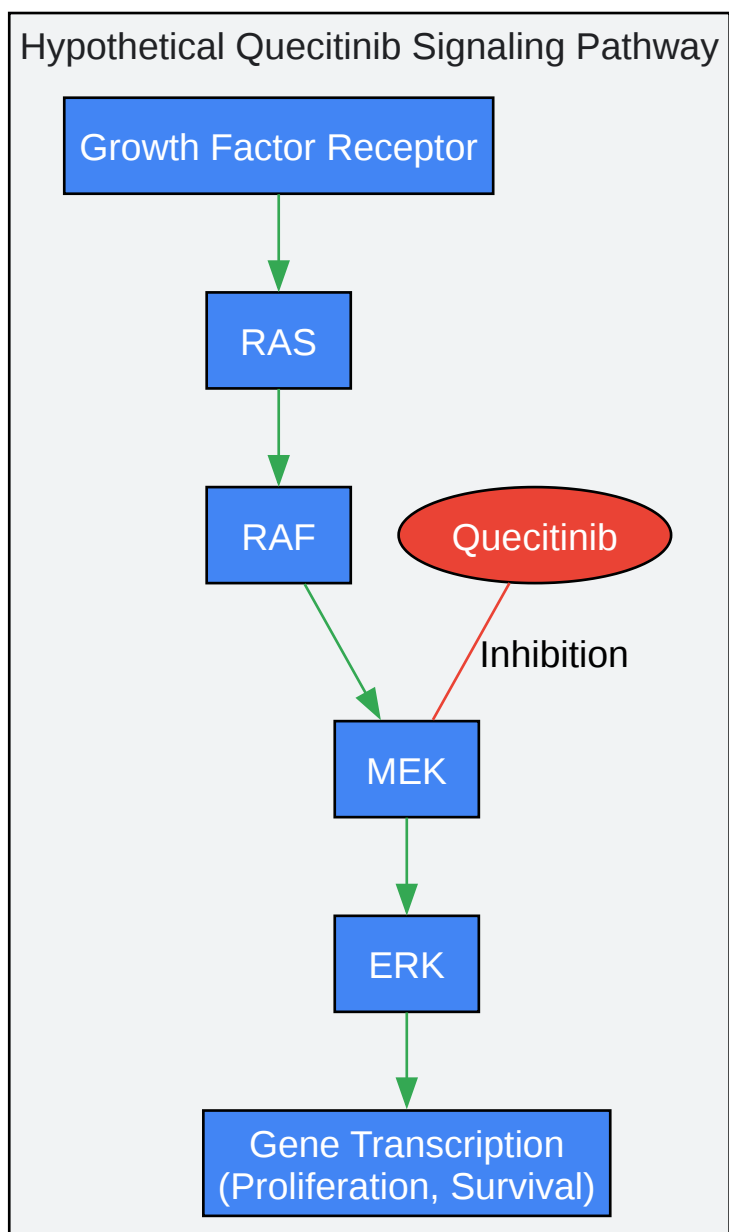 Hypothetical Quecitinib Signaling Pathway
Growth Factor Receptor
RAS
RAF
Quecitinib
Inhibition
MEK
ERK
Gene Transcription
(Proliferation, Survival)